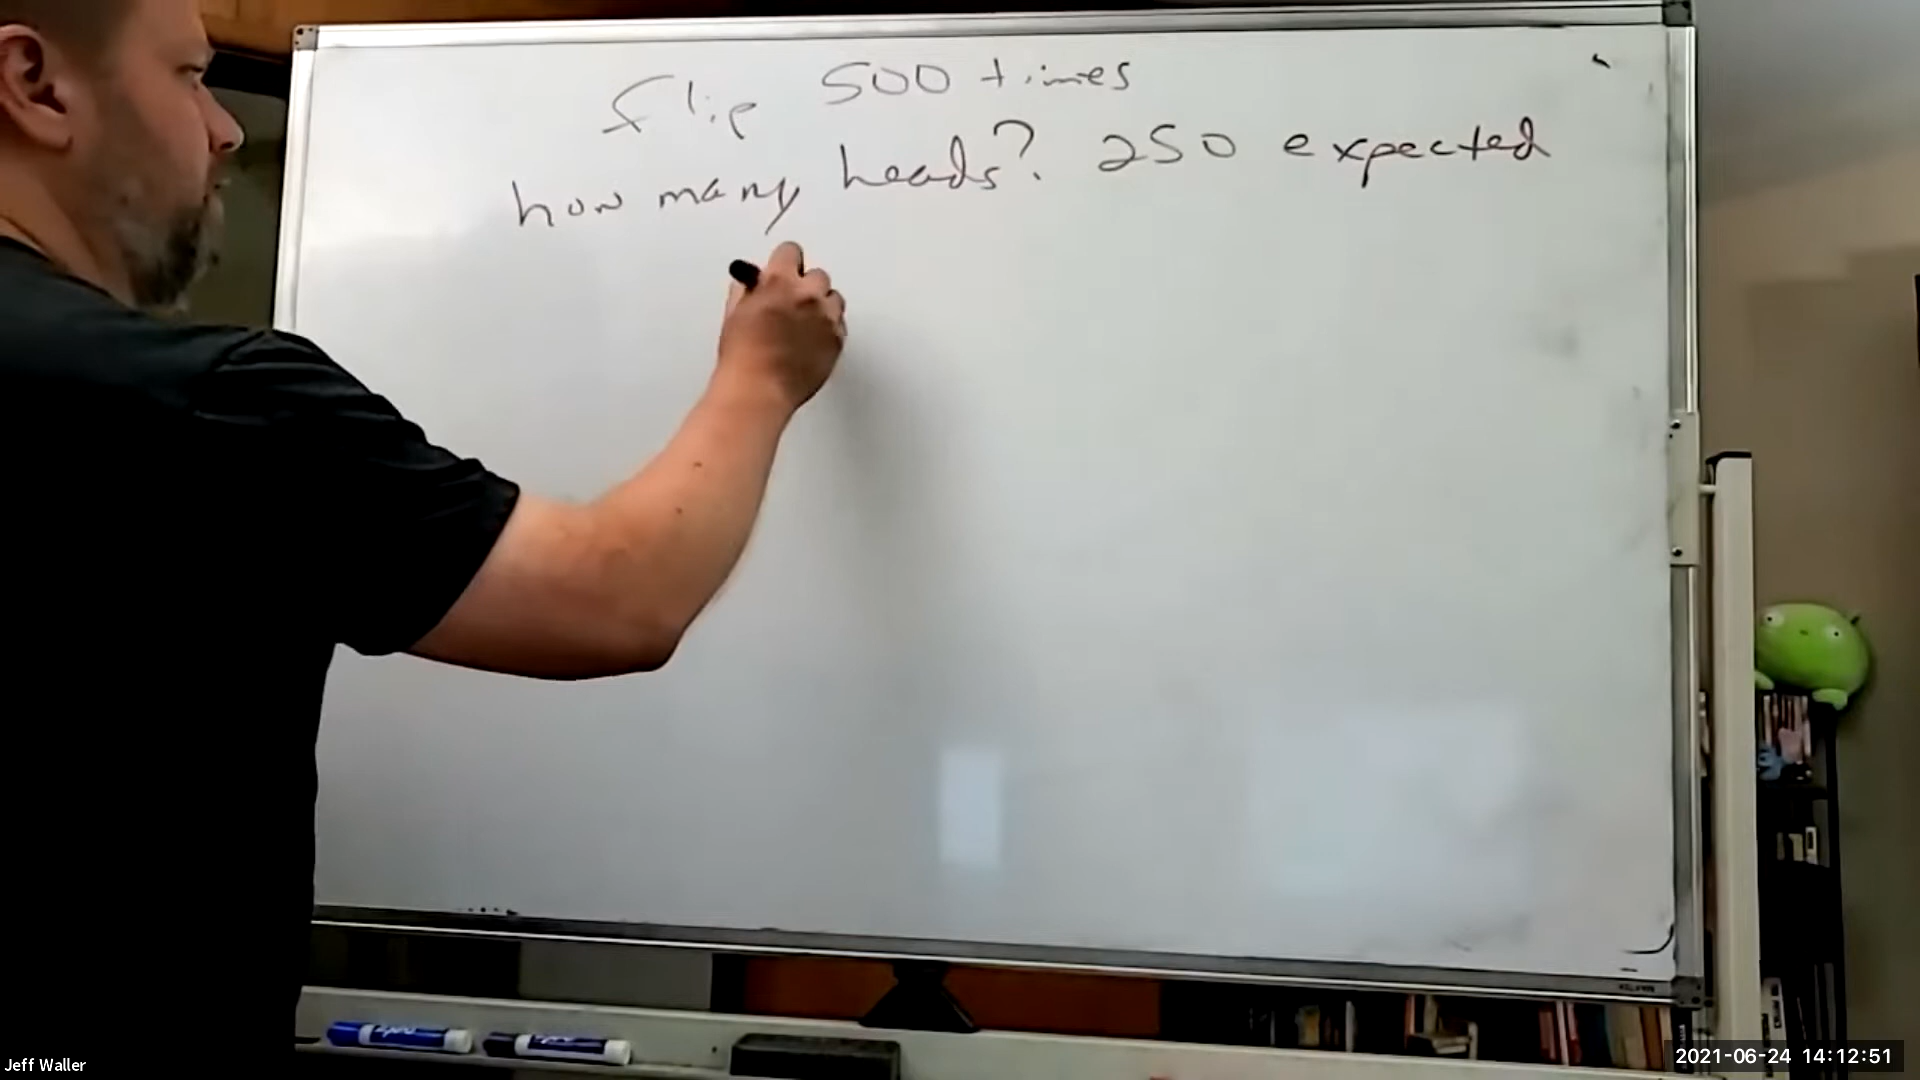 flip 500 times
how many heads? 250 expected
Jeff Waller
2021-06-24 14:12:51